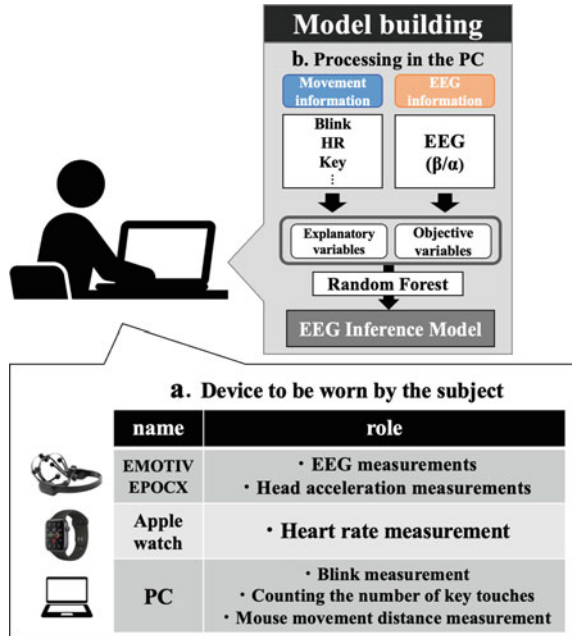 Model building
b. Processing in the PC
Movement
information
EEG
information
Blink
HR
Key
⋮
EEG
(β/α)
Explanatory
variables
Objective
variables
Random Forest
EEG Inference Model
a. Device to be worn by the subject
name
role
EMOTIV
EPOCX
・EEG measurements
・Head acceleration measurements
Apple
watch
・Heart rate measurement
PC
・Blink measurement
・Counting the number of key touches
・Mouse movement distance measurement